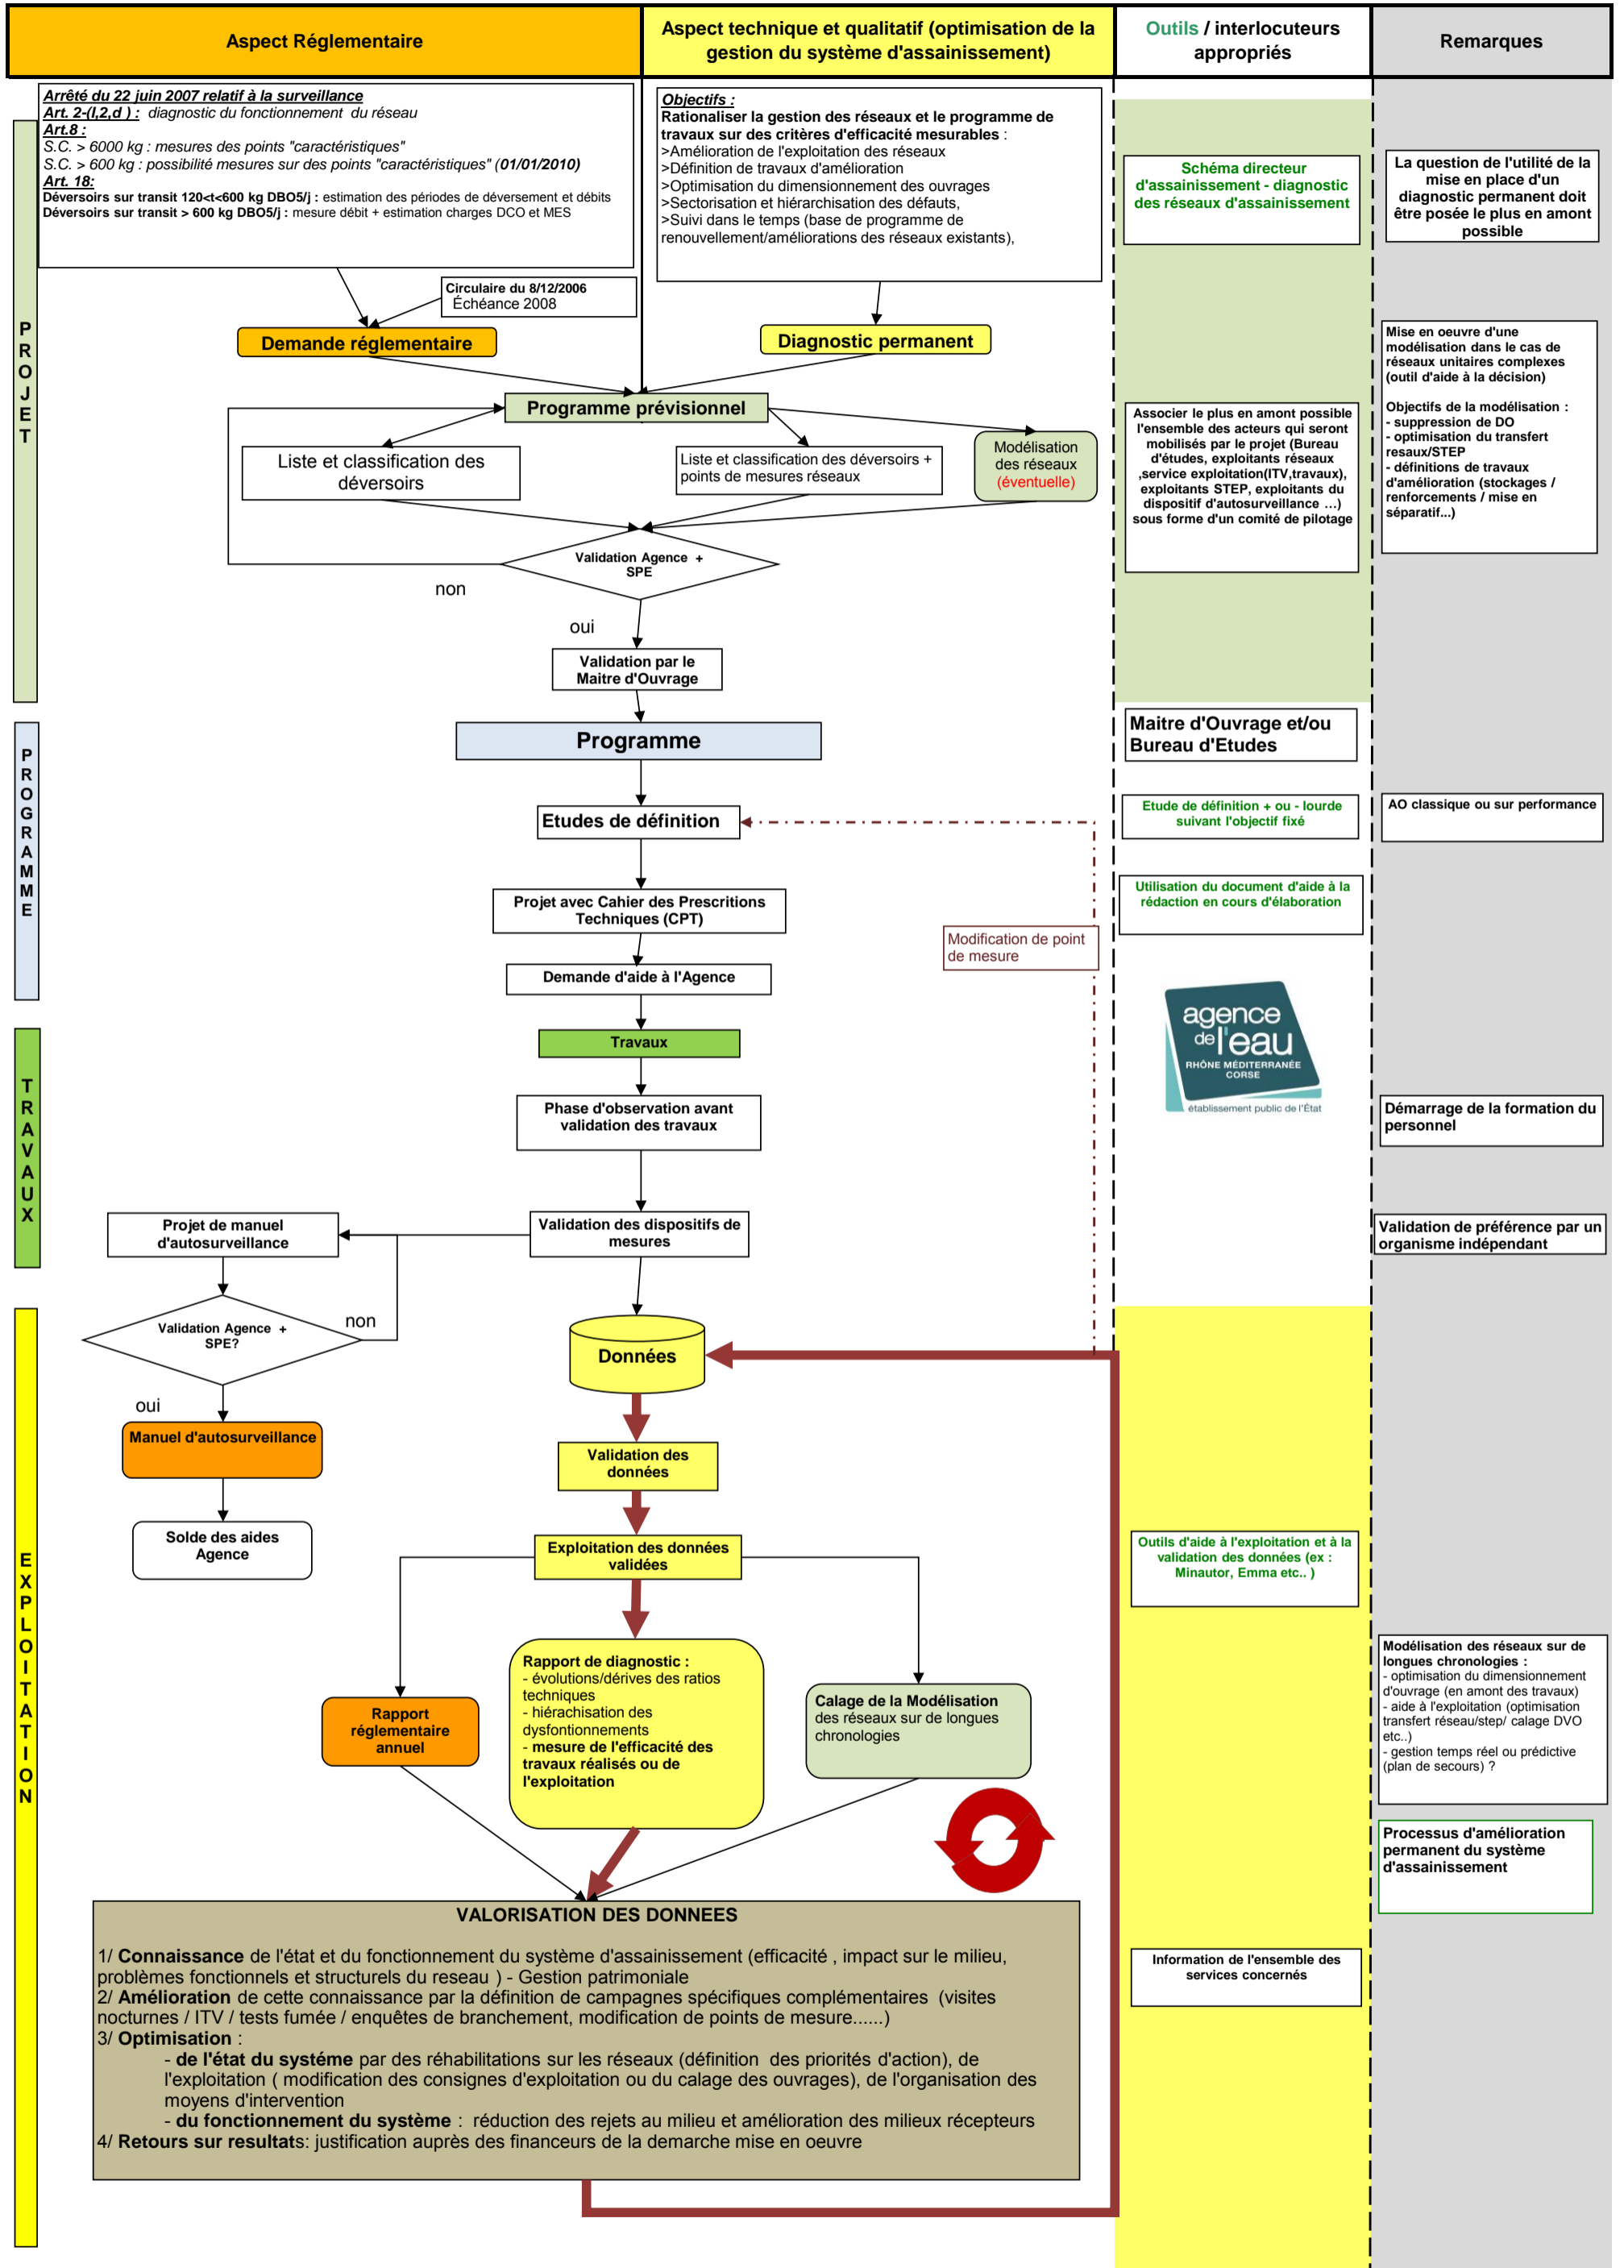 Aspect Réglementaire
Aspect technique et qualitatif (optimisation de la
gestion du système d'assainissement)
Outils / interlocuteurs
appropriés
Remarques
PROJET
Arrêté du 22 juin 2007 relatif à la surveillance
Art. 2-(I,2,d ) : diagnostic du fonctionnement du réseau
Art.8 :
S.C. > 6000 kg : mesures des points "caractéristiques"
S.C. > 600 kg : possibilité mesures sur des points "caractéristiques" (01/01/2010)
Art. 18:
Déversoirs sur transit 120<t<600 kg DBO5/j : estimation des périodes de déversement et débits
Déversoirs sur transit > 600 kg DBO5/j : mesure débit + estimation charges DCO et MES
Objectifs :
Rationaliser la gestion des réseaux et le programme de
travaux sur des critères d'efficacité mesurables :
>Amélioration de l'exploitation des réseaux
>Définition de travaux d'amélioration
>Optimisation du dimensionnement des ouvrages
>Sectorisation et hiérarchisation des défauts,
>Suivi dans le temps (base de programme de
renouvellement/améliorations des réseaux existants),
Schéma directeur
d'assainissement - diagnostic
des réseaux d'assainissement
La question de l'utilité de la
mise en place d'un
diagnostic permanent doit
être posée le plus en amont
possible
Circulaire du 8/12/2006
Échéance 2008
Demande réglementaire
Diagnostic permanent
Mise en oeuvre d'une
modélisation dans le cas de
réseaux unitaires complexes
(outil d'aide à la décision)
Objectifs de la modélisation :
- suppression de DO
- optimisation du transfert
resaux/STEP
- définitions de travaux
d'amélioration (stockages /
renforcements / mise en
séparatif...)
Programme prévisionnel
Associer le plus en amont possible
l'ensemble des acteurs qui seront
mobilisés par le projet (Bureau
d'études, exploitants réseaux
,service exploitation(ITV,travaux),
exploitants STEP, exploitants du
dispositif d'autosurveillance ...)
sous forme d'un comité de pilotage
Liste et classification des
déversoirs
Liste et classification des déversoirs +
points de mesures réseaux
Modélisation
des réseaux
(éventuelle)
Validation Agence +
SPE
non
oui
Validation par le
Maitre d'Ouvrage
PROGRAMME
Programme
Maitre d'Ouvrage et/ou
Bureau d'Etudes
Etudes de définition
Etude de définition + ou - lourde
suivant l'objectif fixé
AO classique ou sur performance
Projet avec Cahier des Prescritions
Techniques (CPT)
Utilisation du document d'aide à la
rédaction en cours d'élaboration
Modification de point
de mesure
Demande d'aide à l'Agence
agence
de l'eau
RHÔNE MÉDITERRANÉE
CORSE
établissement public de l'État
TRAVAUX
Travaux
Phase d'observation avant
validation des travaux
Démarrage de la formation du
personnel
Projet de manuel
d'autosurveillance
Validation des dispositifs de
mesures
Validation de préférence par un
organisme indépendant
EXPLOITATION
Validation Agence +
SPE?
non
oui
Données
Manuel d'autosurveillance
Validation des
données
Solde des aides
Agence
Exploitation des données
validées
Outils d'aide à l'exploitation et à la
validation des données (ex :
Minautor, Emma etc.. )
Rapport
réglementaire
annuel
Rapport de diagnostic :
- évolutions/dérives des ratios
techniques
- hiérachisation des
dysfontionnements
- mesure de l'efficacité des
travaux réalisés ou de
l'exploitation
Calage de la Modélisation
des réseaux sur de longues
chronologies
Modélisation des réseaux sur de
longues chronologies :
- optimisation du dimensionnement
d'ouvrage (en amont des travaux)
- aide à l'exploitation (optimisation
transfert réseau/step/ calage DVO
etc..)
- gestion temps réel ou prédictive
(plan de secours) ?
Processus d'amélioration
permanent du système
d'assainissement
VALORISATION DES DONNEES
1/ Connaissance de l'état et du fonctionnement du système d'assainissement (efficacité , impact sur le milieu,
problèmes fonctionnels et structurels du reseau ) - Gestion patrimoniale
2/ Amélioration de cette connaissance par la définition de campagnes spécifiques complémentaires (visites
nocturnes / ITV / tests fumée / enquêtes de branchement, modification de points de mesure......)
3/ Optimisation :
- de l'état du systéme par des réhabilitations sur les réseaux (définition des priorités d'action), de
l'exploitation ( modification des consignes d'exploitation ou du calage des ouvrages), de l'organisation des
moyens d'intervention
- du fonctionnement du système : réduction des rejets au milieu et amélioration des milieux récepteurs
4/ Retours sur resultats: justification auprès des financeurs de la demarche mise en oeuvre
Information de l'ensemble des
services concernés